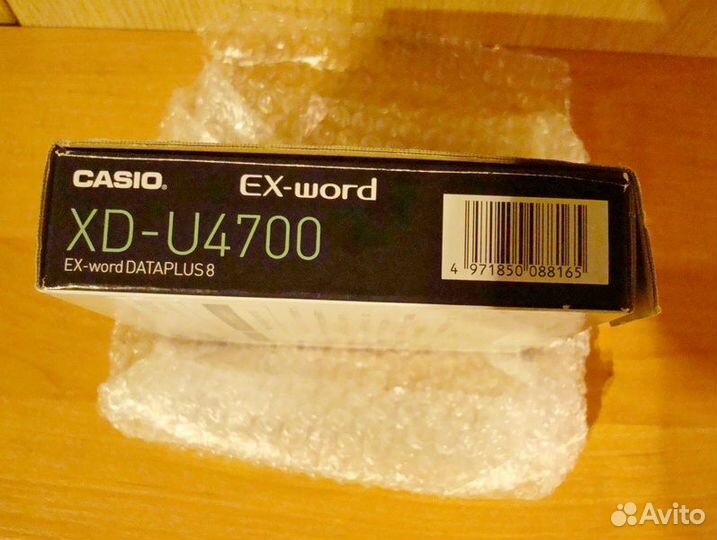 CASIO®
EX-word
XD-U4700
EX-word DATAPLUS 8
4 971850 088165
Avito